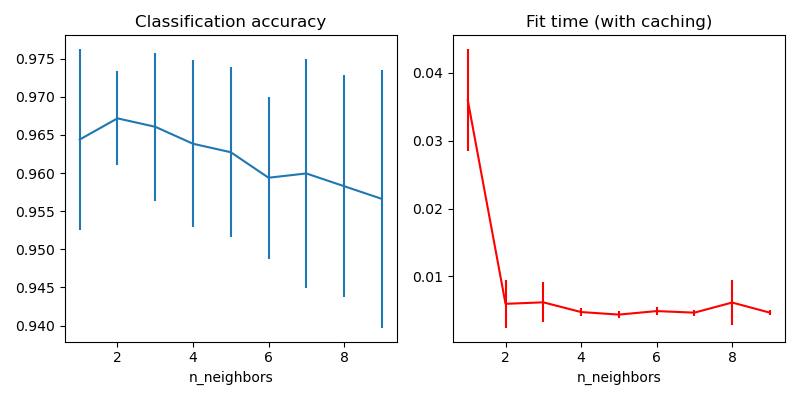 Classification accuracy
0.975
0.970
0.965
0.960
0.955
0.950
0.945
0.940
2 4 6 8
n_neighbors
Fit time (with caching)
0.04
0.03
0.02
0.01
2 4 6 8
n_neighbors